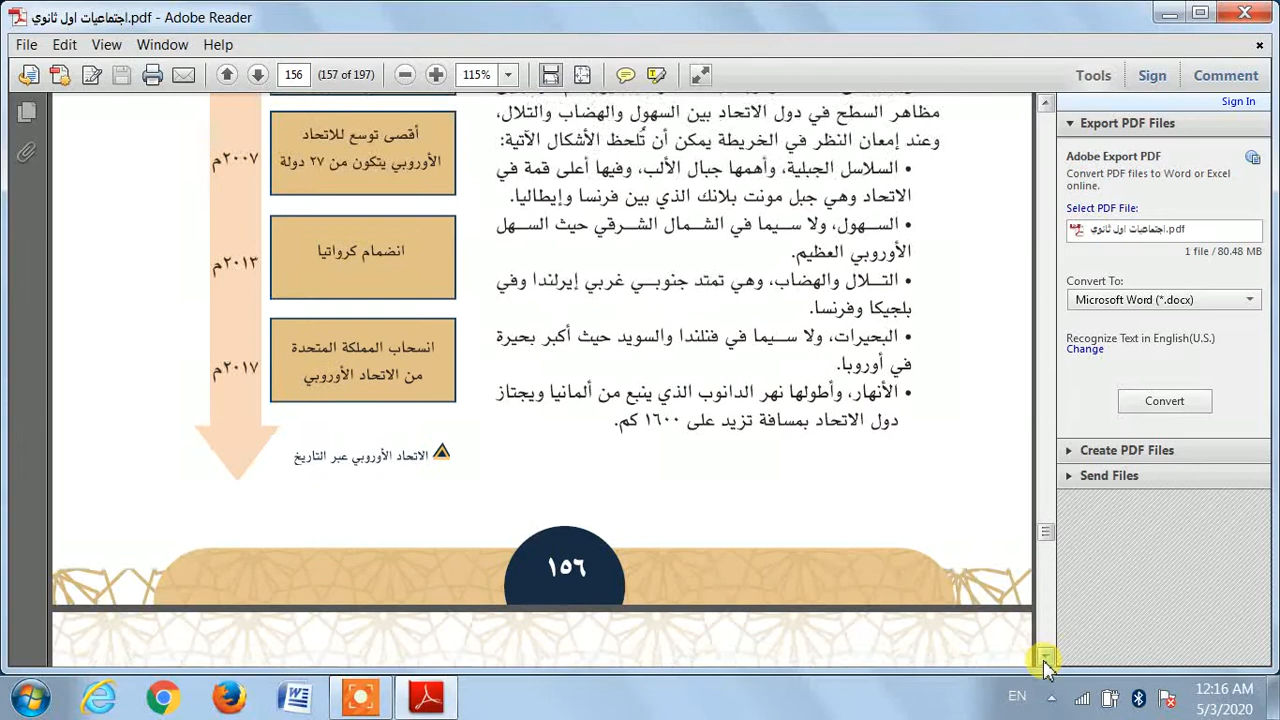 اجتماعيات اول ثانوي.pdf - Adobe Reader
File Edit View Window Help
156 (157 of 197) 115% Tools Sign Comment
Sign In
مظاهر السطح في دول الاتحاد بين السهول والهضاب والتلال،
وعند إمعان النظر في الخريطة يمكن أن تُلحظ الأشكال الآتية:
• السلاسل الجبلية، وأهمها جبال الألب، وفيها أعلى قمة في
الاتحاد وهي جبل مونت بلانك الذي بين فرنسا وإيطاليا.
• السهول، ولا سيما في الشمال الشرقي حيث السهل
الأوروبي العظيم.
• التلال والهضاب، وهي تمتد جنوبي غربي إيرلندا وفي
بلجيكا وفرنسا.
• البحيرات، ولا سيما في فنلندا والسويد حيث أكبر بحيرة
في أوروبا.
• الأنهار، وأطولها نهر الدانوب الذي ينبع من ألمانيا ويجتاز
دول الاتحاد بمسافة تزيد على ١٦٠٠ كم.
أقصى توسع للاتحاد
الأوروبي يتكون من ٢٧ دولة
٢٠٠٧م
انضمام كرواتيا
٢٠١٣م
انسحاب المملكة المتحدة
من الاتحاد الأوروبي
٢٠١٧م
الاتحاد الأوروبي عبر التاريخ
١٥٦
Export PDF Files
Adobe Export PDF
Convert PDF files to Word or Excel
online.
Select PDF File:
اجتماعيات اول ثانوي.pdf
1 file / 80.48 MB
Convert To:
Microsoft Word (*.docx)
Recognize Text in English(U.S.)
Change
Convert
Create PDF Files
Send Files
EN
12:16 AM
5/3/2020